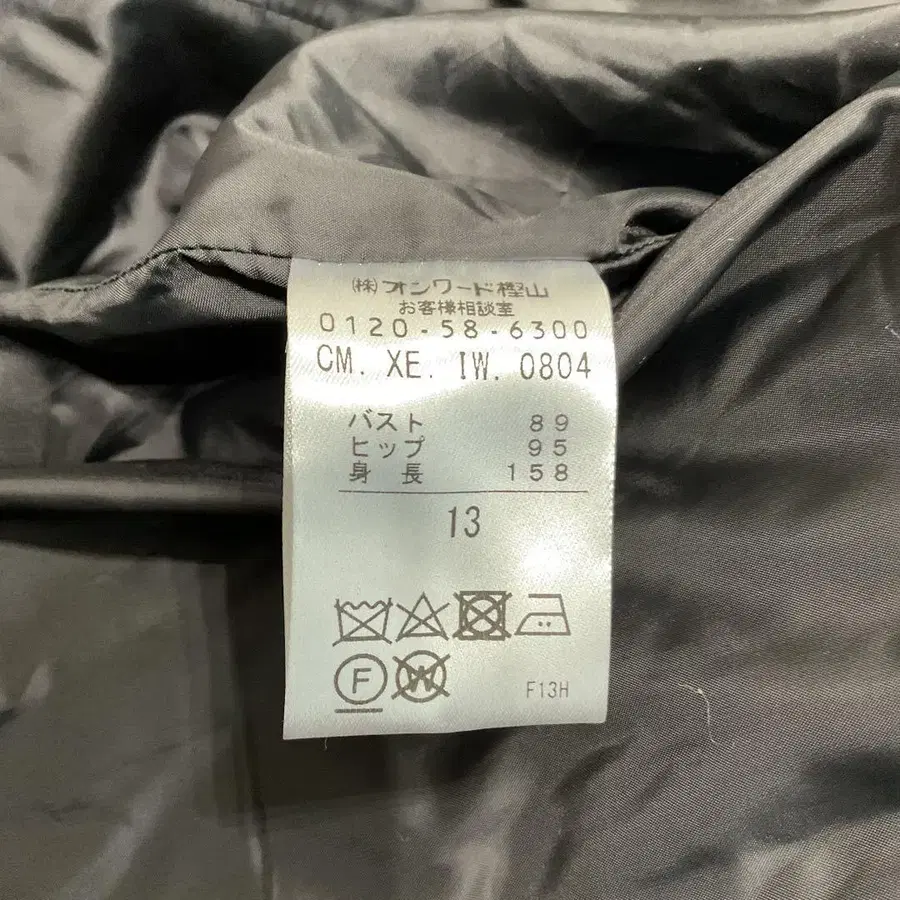 (株)オンワード樫山
お客様相談室
0120-58-6300
CM. XE. IW. 0804
バスト 89
ヒップ 95
身長 158
13
F W
F13H